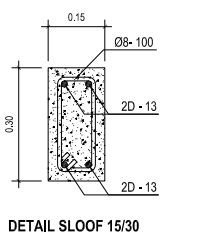 0.15
Ø8- 100
0.30
2D - 13
2D - 13
DETAIL SLOOF 15/30